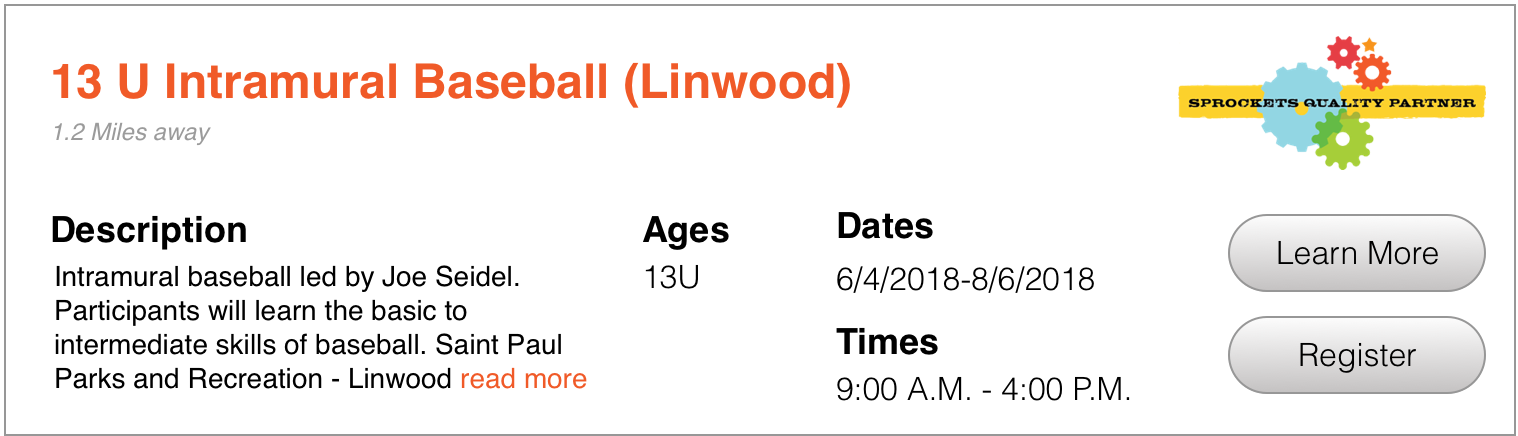 13 U Intramural Baseball (Linwood)
1.2 Miles away
SPROCKETS QUALITY PARTNER
Description
Intramural baseball led by Joe Seidel.
Participants will learn the basic to
intermediate skills of baseball. Saint Paul
Parks and Recreation - Linwood read more
Ages
13U
Dates
6/4/2018-8/6/2018
Times
9:00 A.M. - 4:00 P.M.
Learn More
Register